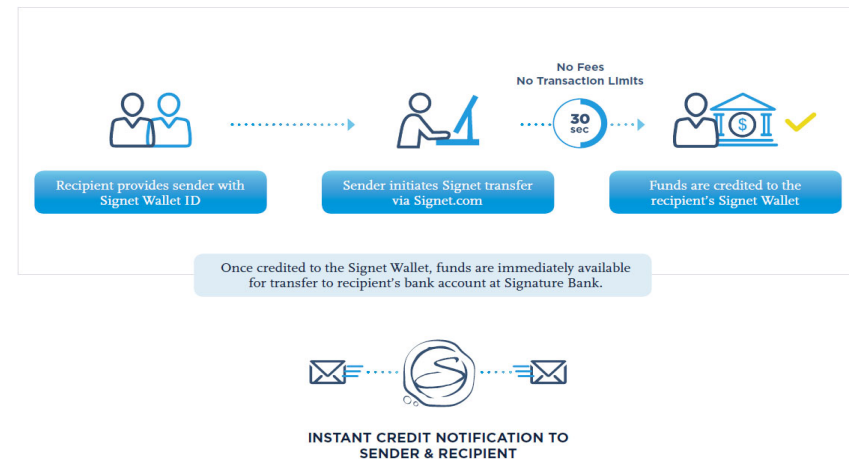 No Fees
No Transaction Limits
30
sec
$
Recipient provides sender with
Signet Wallet ID
Sender initiates Signet transfer
via Signet.com
Funds are credited to the
recipient's Signet Wallet
Once credited to the Signet Wallet, funds are immediately available
for transfer to recipient's bank account at Signature Bank.
INSTANT CREDIT NOTIFICATION TO
SENDER & RECIPIENT